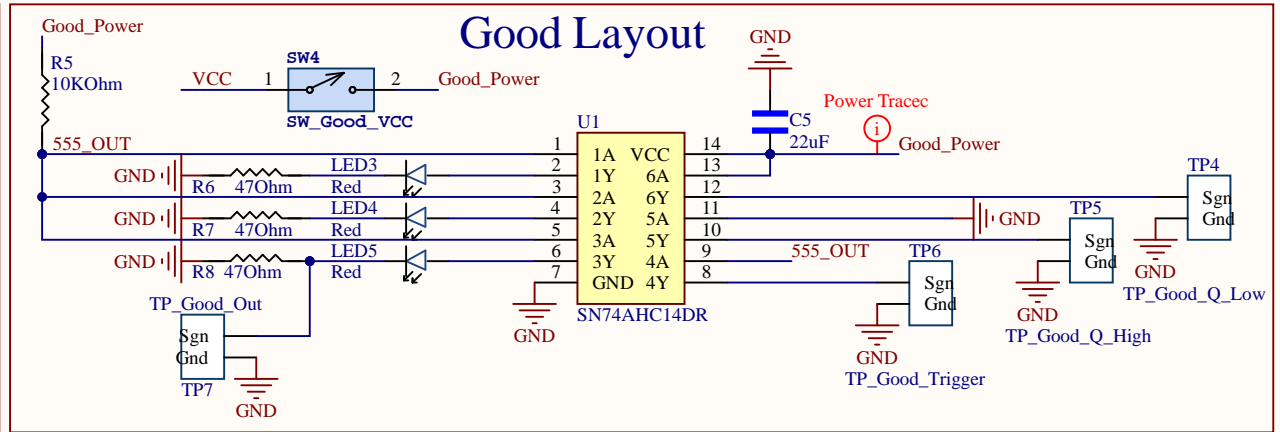 Good Layout
Good_Power
R5
10KOhm
VCC
1
SW4
2
SW_Good_VCC
Good_Power
GND
C5
22uF
Power Tracec
i
Good_Power
U1
555_OUT
1 1A VCC 14
2 1Y 6A 13
3 2A 6Y 12
4 2Y 5A 11
5 3A 5Y 10
6 3Y 4A 9
7 GND 4Y 8
SN74AHC14DR
GND
R6
47Ohm
LED3
Red
GND
R7
47Ohm
LED4
Red
GND
R8
47Ohm
LED5
Red
GND
TP_Good_Out
Sgn
Gnd
TP7
GND
GND
555_OUT
TP6
Sgn
Gnd
GND
TP_Good_Trigger
TP5
Sgn
Gnd
GND
TP_Good_Q_High
TP4
Sgn
Gnd
GND
TP_Good_Q_Low